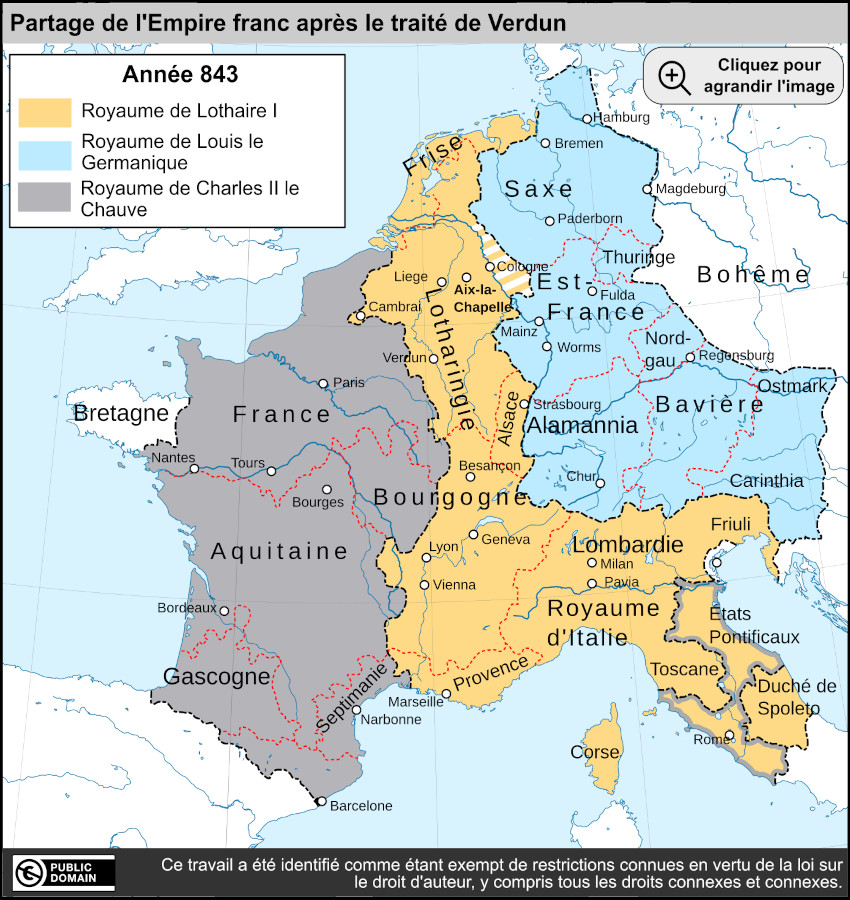 Partage de l'Empire franc après le traité de Verdun
Année 843
Royaume de Lothaire I
Royaume de Louis le
Germanique
Royaume de Charles II le
Chauve
Cliquez pour
agrandir l'image
Hamburg
Frise
Bremen
Saxe
Magdeburg
Paderborn
Thuringe
Cologne
Bohême
Liege
Aix-la-
Chapelle
Est-
France
Fulda
Cambrai
Lotharingie
Mainz
Worms
Nord-
gau
Regensburg
Verdun
Paris
Ostmark
Bretagne
France
Alsace
Strasbourg
Bavière
Alamannia
Nantes
Tours
Besançon
Chur
Carinthia
Bourges
Bourgogne
Friuli
Geneva
Lyon
Lombardie
Aquitaine
Milan
Vienna
Pavia
Bordeaux
Royaume
d'Italie
Etats
Pontificaux
Gascogne
Septimanie
Provence
Toscane
Duché de
Spoleto
Marseille
Narbonne
Rome
Corse
Barcelone
PUBLIC
DOMAIN
Ce travail a été identifié comme étant exempt de restrictions connues en vertu de la loi sur
le droit d'auteur, y compris tous les droits connexes et connexes.